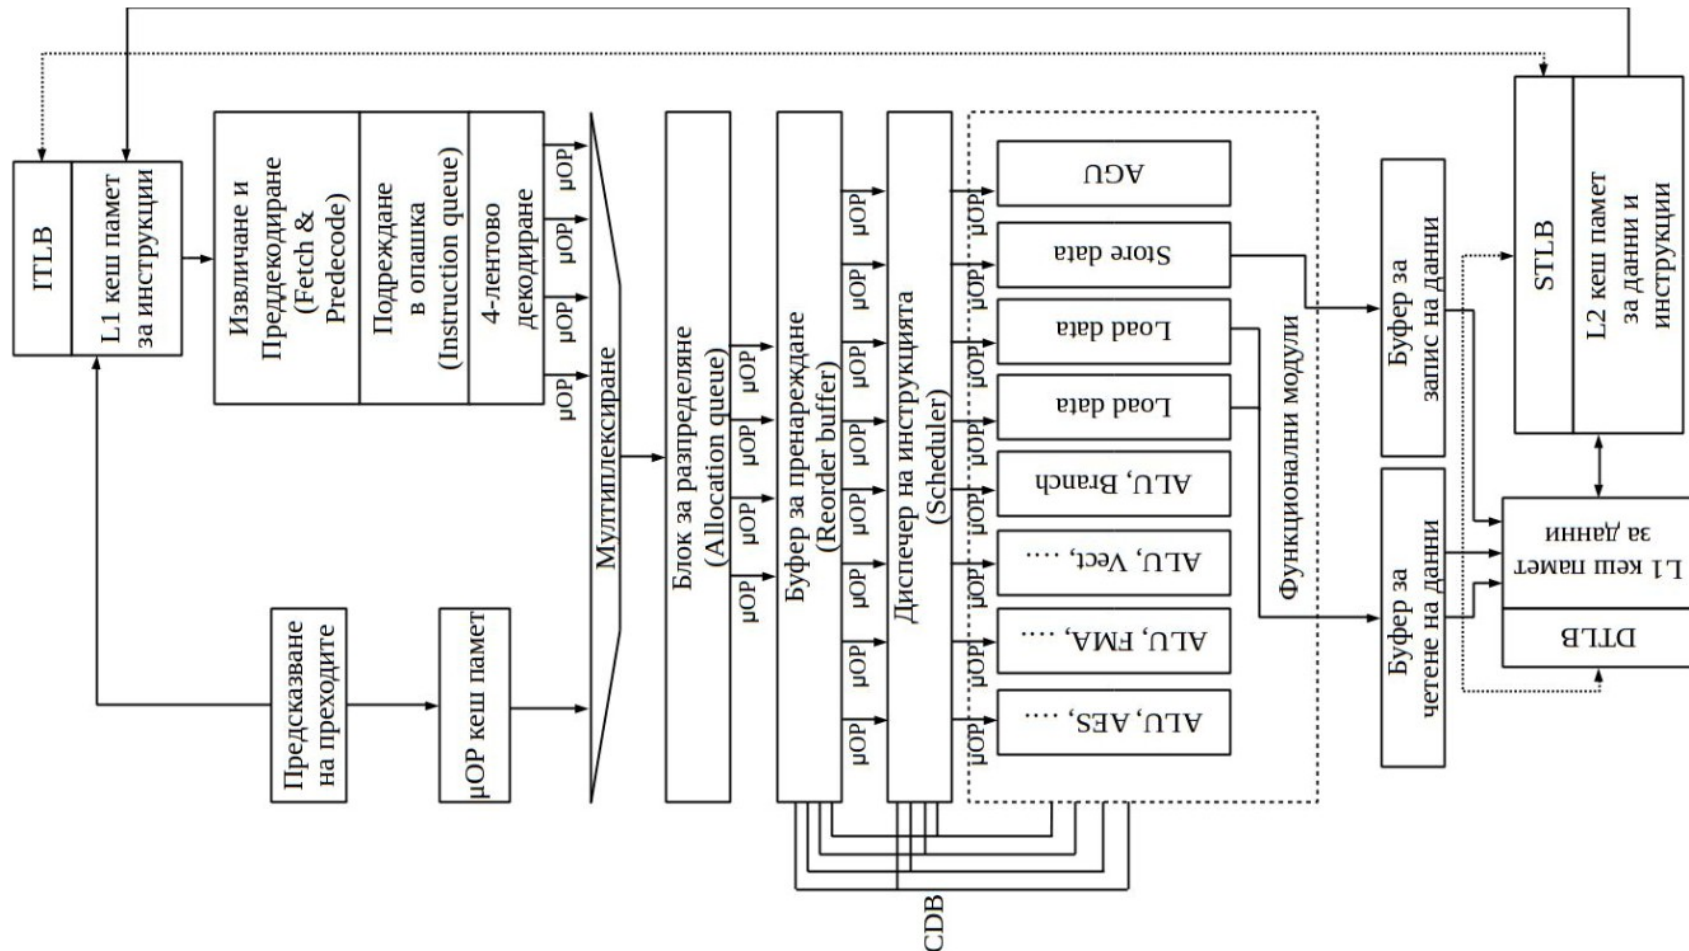 ITLB
L1 кеш памет
за инструкции
Извличане и
Преддекодиране
(Fetch &
Predecode)
Подреждане
в опашка
(Instruction queue)
4-лентово
декодиране
μOP
μOP
μOP
μOP
Предсказване
на преходите
μOP кеш памет
Мултиплексиране
Блок за разпределяне
(Allocation queue)
μOP
μOP
μOP
μOP
Буфер за пренареждане
(Reorder buffer)
μOP
μOP
μOP
μOP
μOP
μOP
μOP
μOP
Диспечер на инструкцията
(Scheduler)
μOP
μOP
μOP
μOP
μOP
μOP
μOP
μOP
AGU
Store data
Load data
Load data
ALU, Branch
ALU, Vect, ....
ALU, FMA, ....
ALU, AES, ....
Функционални модули
CDB
Буфер за
запис на данни
Буфер за
четене на данни
STLB
L2 кеш памет
за данни и
инструкции
L1 кеш памет
за данни
DTLB